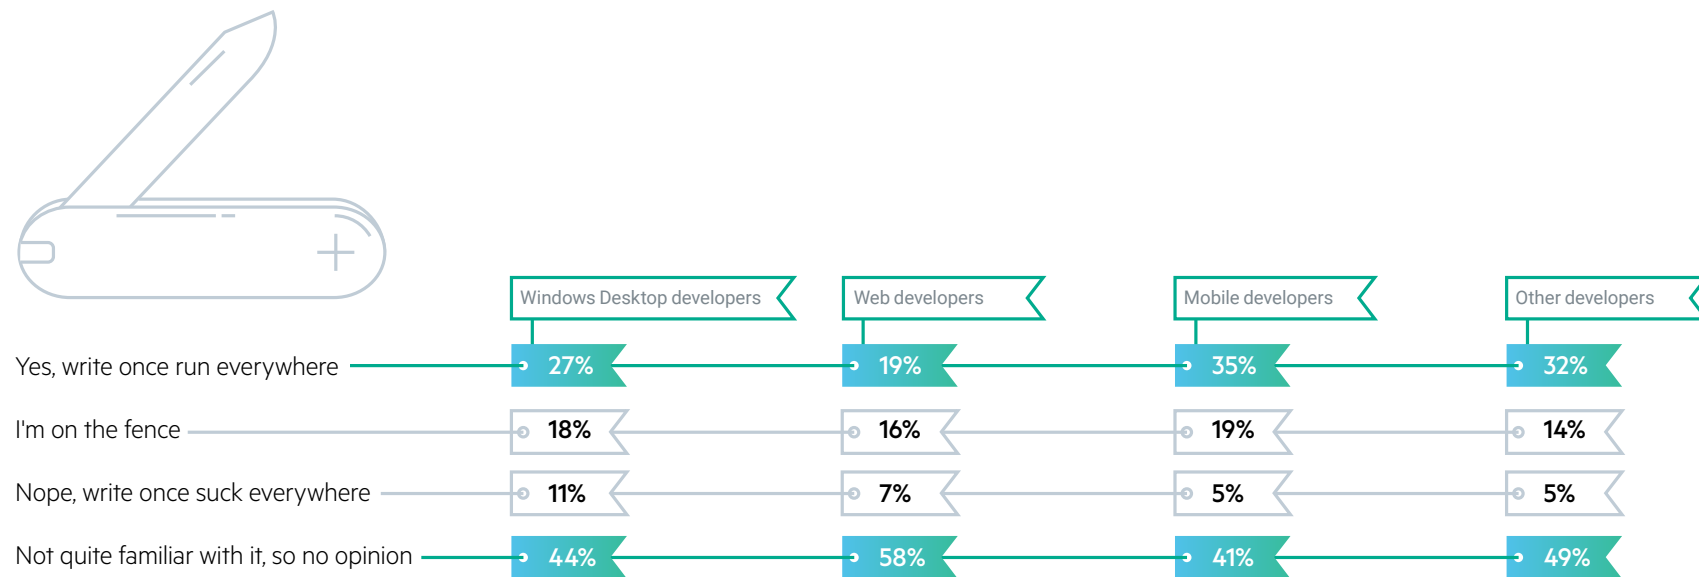 Windows Desktop developers Web developers Mobile developers Other developers
Yes, write once run everywhere 27% 19% 35% 32%
I'm on the fence 18% 16% 19% 14%
Nope, write once suck everywhere 11% 7% 5% 5%
Not quite familiar with it, so no opinion 44% 58% 41% 49%